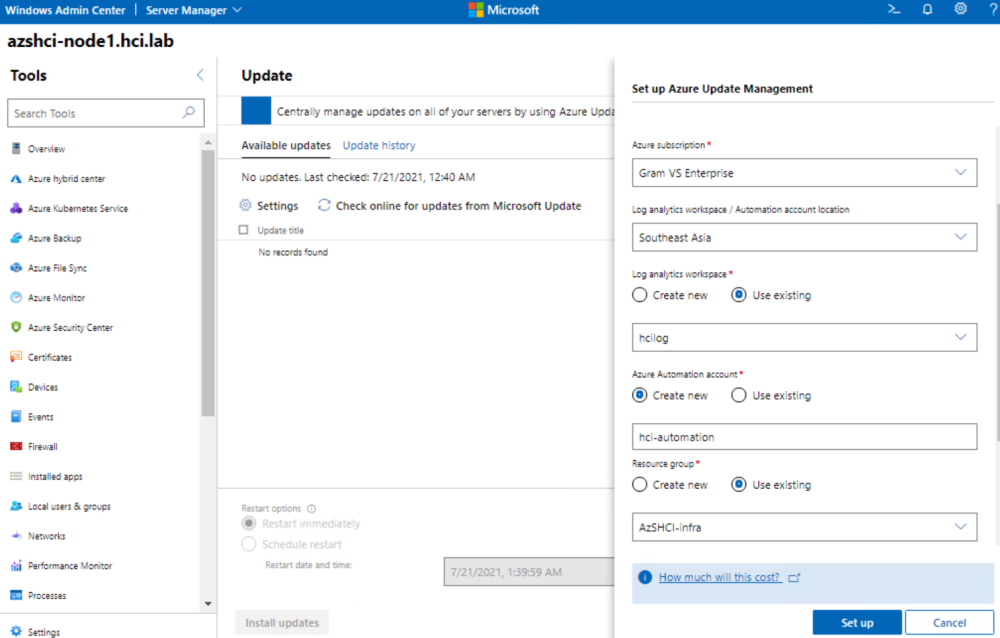 Windows Admin Center | Server Manager
Microsoft
?
azshci-node1.hci.lab
Tools
Search Tools
Overview
Azure hybrid center
Azure Kubernetes Service
Azure Backup
Azure File Sync
Azure Monitor
Azure Security Center
Certificates
Devices
Events
Firewall
Installed apps
Local users & groups
Networks
Performance Monitor
Processes
Settings
Update
Centrally manage updates on all of your servers by using Azure Upda
Available updates
Update history
No updates. Last checked: 7/21/2021, 12:40 AM
Settings
Check online for updates from Microsoft Update
Update title
No records found
Restart options
Restart immediately
Schedule restart
Restart date and time:
7/21/2021, 1:39:59 AM
Install updates
Set up Azure Update Management
Azure subscription *
Gram VS Enterprise
Log analytics workspace / Automation account location
Southeast Asia
Log analytics workspace *
Create new
Use existing
hcilog
Azure Automation account *
Create new
Use existing
hci-automation
Resource group *
Create new
Use existing
AzSHCI-infra
How much will this cost?
Set up
Cancel